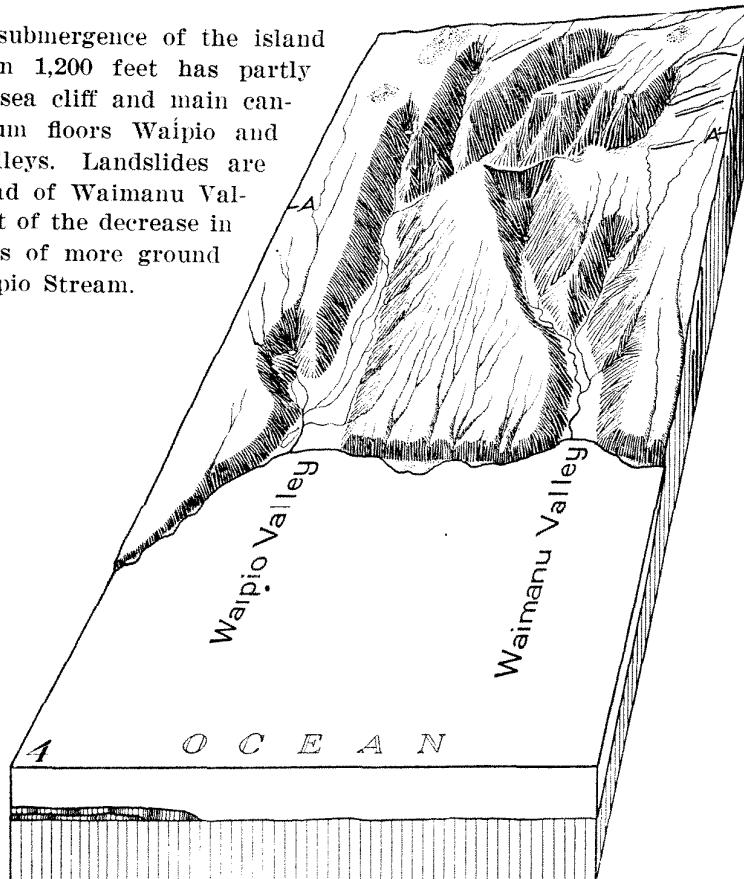 submergence of the island
n 1,200 feet has partly
sea cliff and main can-
um floors Waipio and
lleys. Landslides are
ad of Waimanu Val-
t of the decrease in
s of more ground
pio Stream.
A
A
Waipio Valley
Waimanu Valley
4 OCEAN